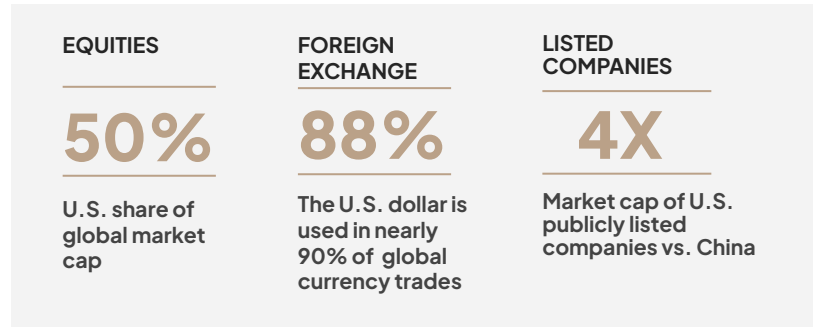 EQUITIES
50%
U.S. share of
global market
cap
FOREIGN
EXCHANGE
88%
The U.S. dollar is
used in nearly
90% of global
currency trades
LISTED
COMPANIES
4X
Market cap of U.S.
publicly listed
companies vs. China